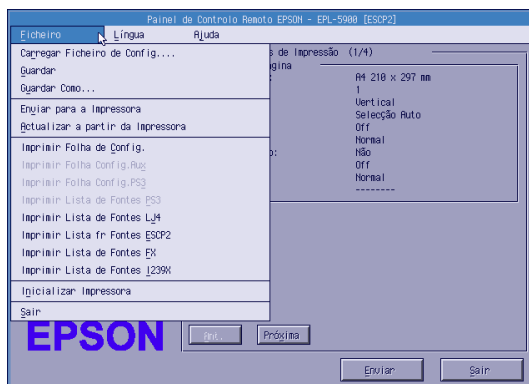 Painel de Controlo Remoto EPSON - EPL-5900 [ESCP2]
Ficheiro Língua Ajuda
Carregar Ficheiro de Config....
Guardar
Guardar Como...
Enviar para a Impressora
Actualizar a partir da Impressora
Imprimir Folha de Config.
Imprimir Folha Config.Aux
Imprimir Folha Config.PS3
Imprimir Lista de Fontes PS3
Imprimir Lista de Fontes LJ4
Imprimir Lista fr Fontes ESCP2
Imprimir Lista de Fontes FX
Imprimir Lista de Fontes I239X
Inicializar Impressora
Sair
s de Impressão (1/4)
gina
: A4 210 x 297 mm
1
Vertical
Selecção Auto
Off
Normal
o: Não
Off
Normal
--------
EPSON
Ant. Próxima
Enviar Sair